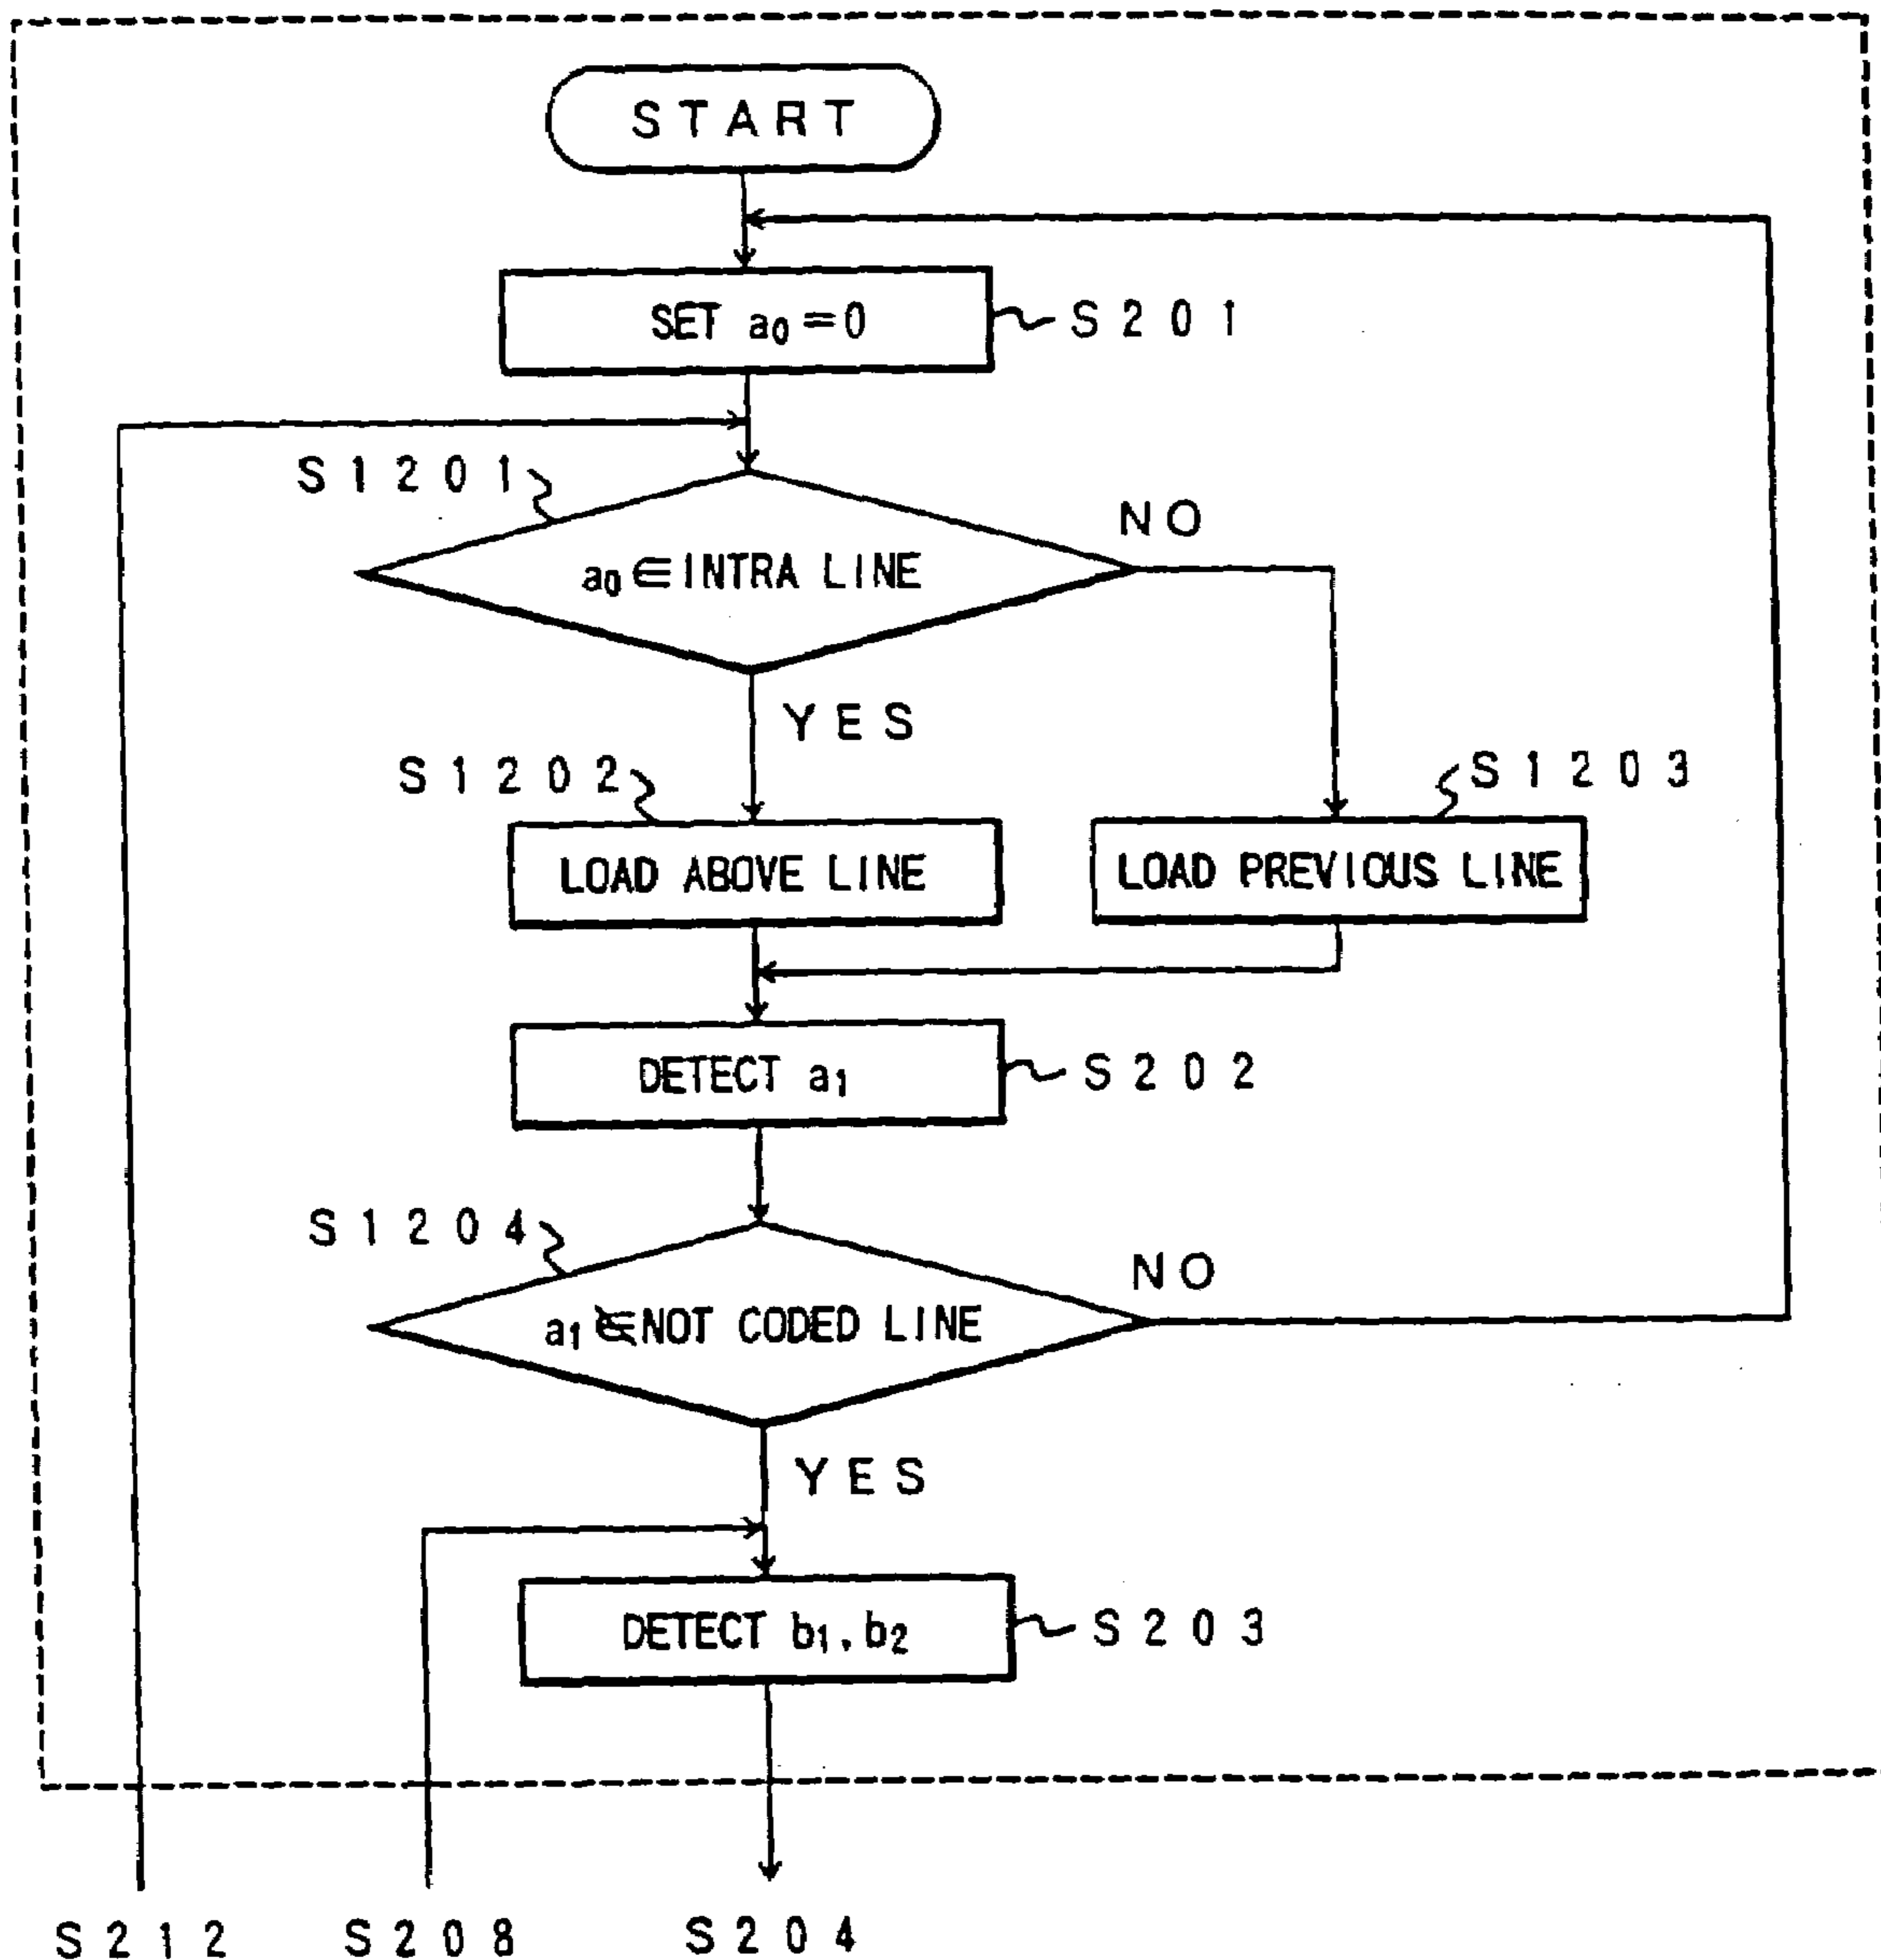 START
SET a₀=0
S201
S1201
a₀∈INTRA LINE
NO
YES
S1202
S1203
LOAD ABOVE LINE
LOAD PREVIOUS LINE
DETECT a₁
S202
S1204
a₁∉NOT CODED LINE
NO
YES
DETECT b₁,b₂
S203
S212
S208
S204